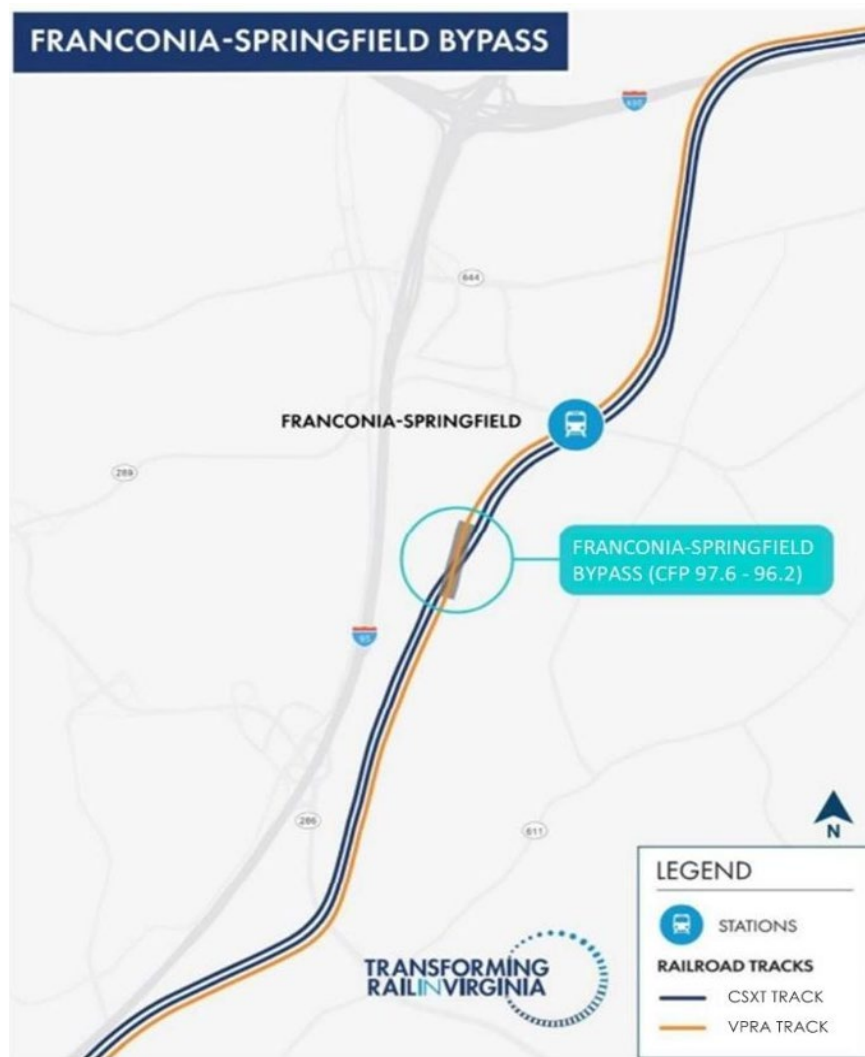 FRANCONIA-SPRINGFIELD BYPASS
495
644
FRANCONIA-SPRINGFIELD
289
FRANCONIA-SPRINGFIELD
BYPASS (CFP 97.6 - 96.2)
95
286
611
N
LEGEND
STATIONS
RAILROAD TRACKS
CSXT TRACK
VPRA TRACK
TRANSFORMING
RAILINVIRGINIA